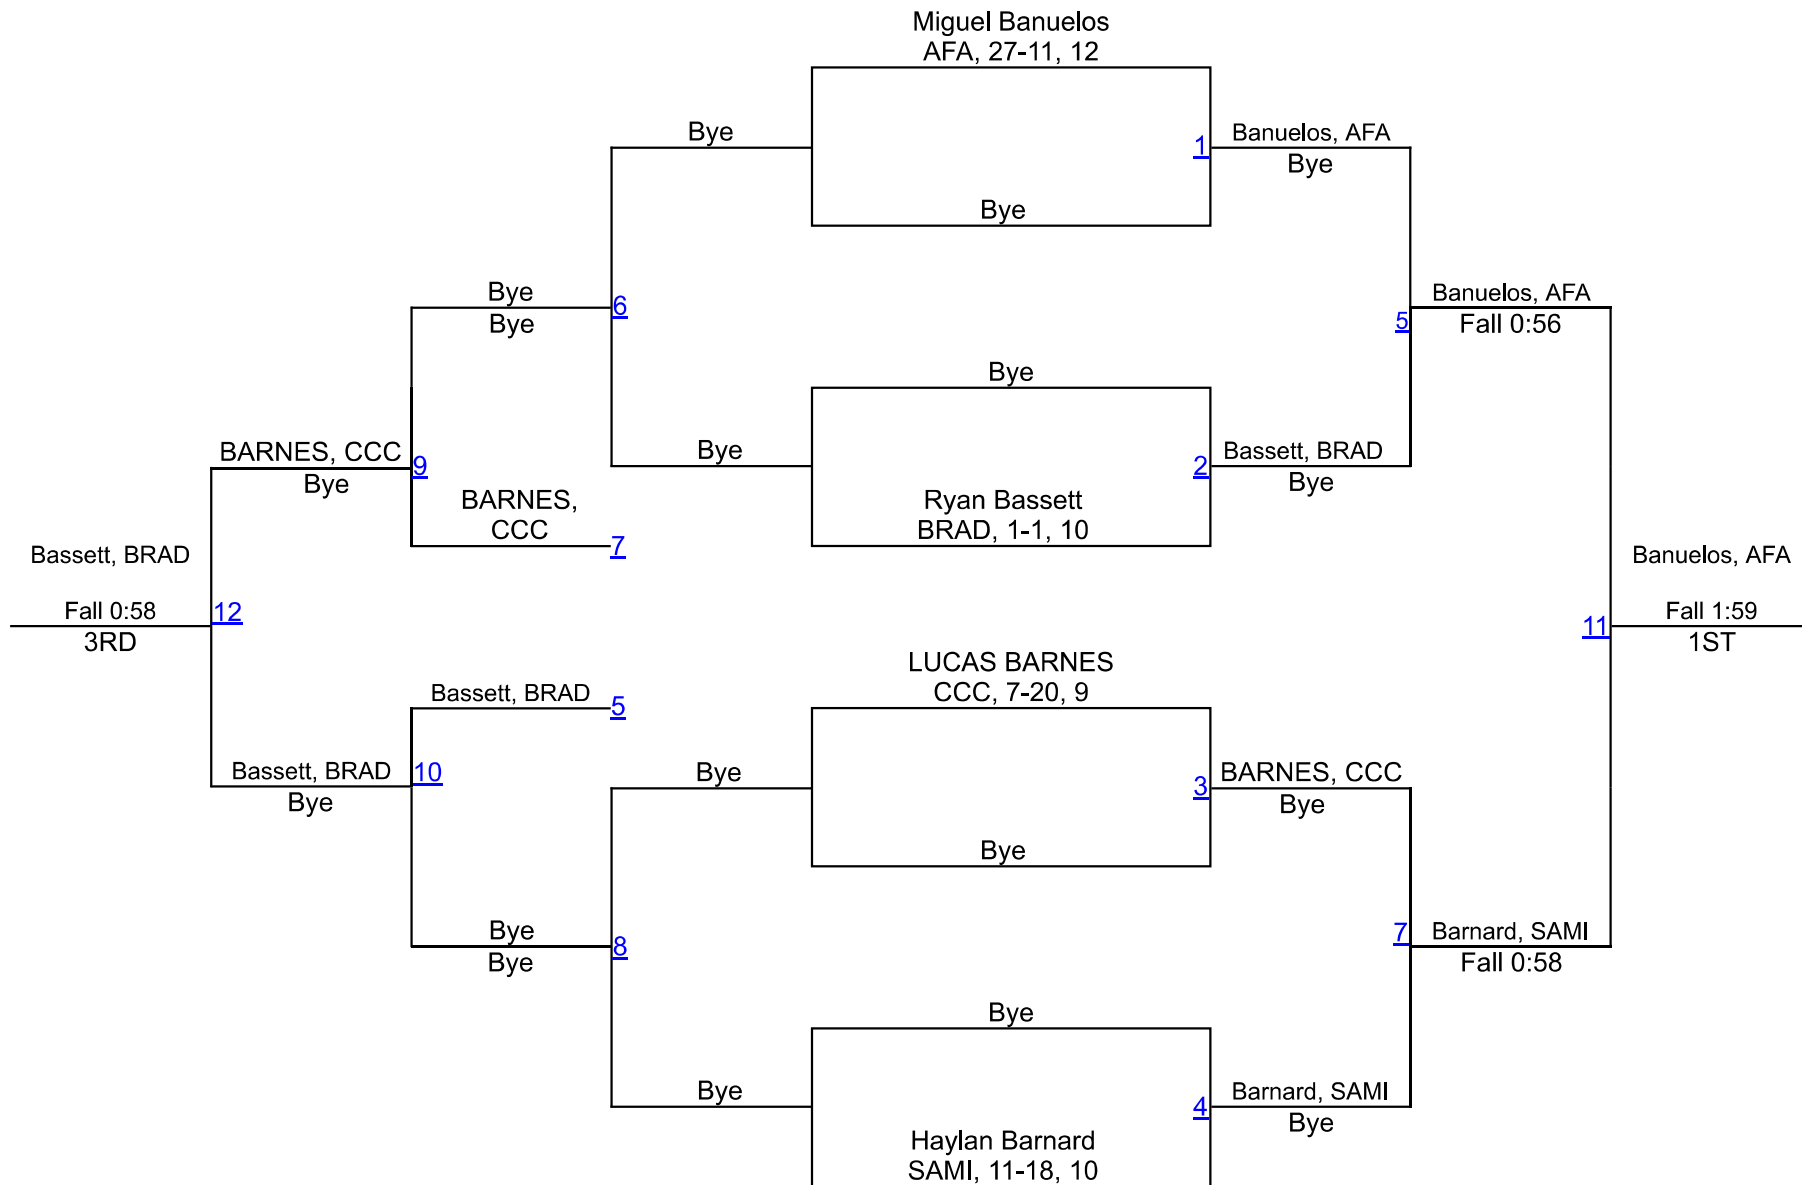 Miguel Banuelos
AFA, 27-11, 12
Bye
1
Banuelos, AFA
Bye
Bye
Bye
Bye
6
Banuelos, AFA
Fall 0:56
5
Bye
BARNES, CCC
Bye
9
Bye
2
Bassett, BRAD
Bye
BARNES,
CCC
7
Ryan Bassett
BRAD, 1-1, 10
Bassett, BRAD
Fall 0:58
3RD
12
Banuelos, AFA
11
Fall 1:59
1ST
LUCAS BARNES
CCC, 7-20, 9
Bassett, BRAD
5
Bassett, BRAD
Bye
10
Bye
3
BARNES, CCC
Bye
Bye
Bye
Bye
8
7
Barnard, SAMI
Fall 0:58
Bye
Bye
4
Barnard, SAMI
Bye
Haylan Barnard
SAMI, 11-18, 10